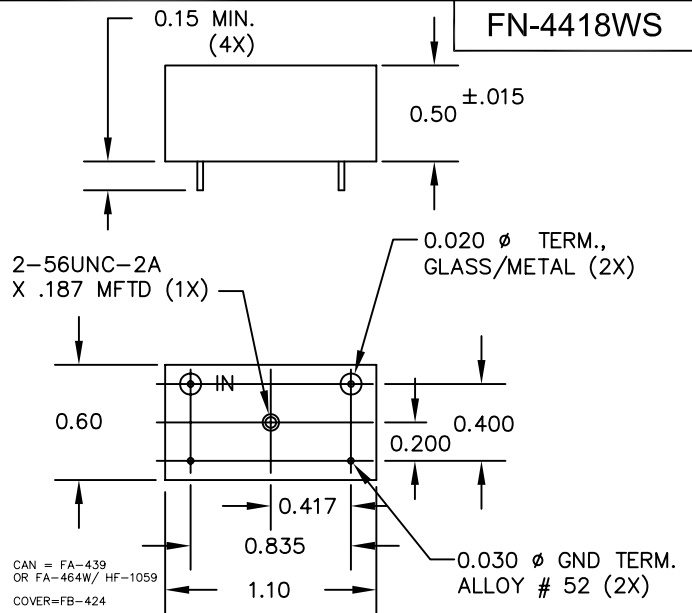 FN-4418WS
0.15 MIN.
(4X)
0.50 ±.015
0.020 ø TERM.,
GLASS/METAL (2X)
2-56UNC-2A
X .187 MFTD (1X)
IN
0.60
0.400
0.200
0.417
0.835
1.10
0.030 ø GND TERM.
ALLOY # 52 (2X)
CAN = FA-439
OR FA-464W/ HF-1059
COVER=FB-424